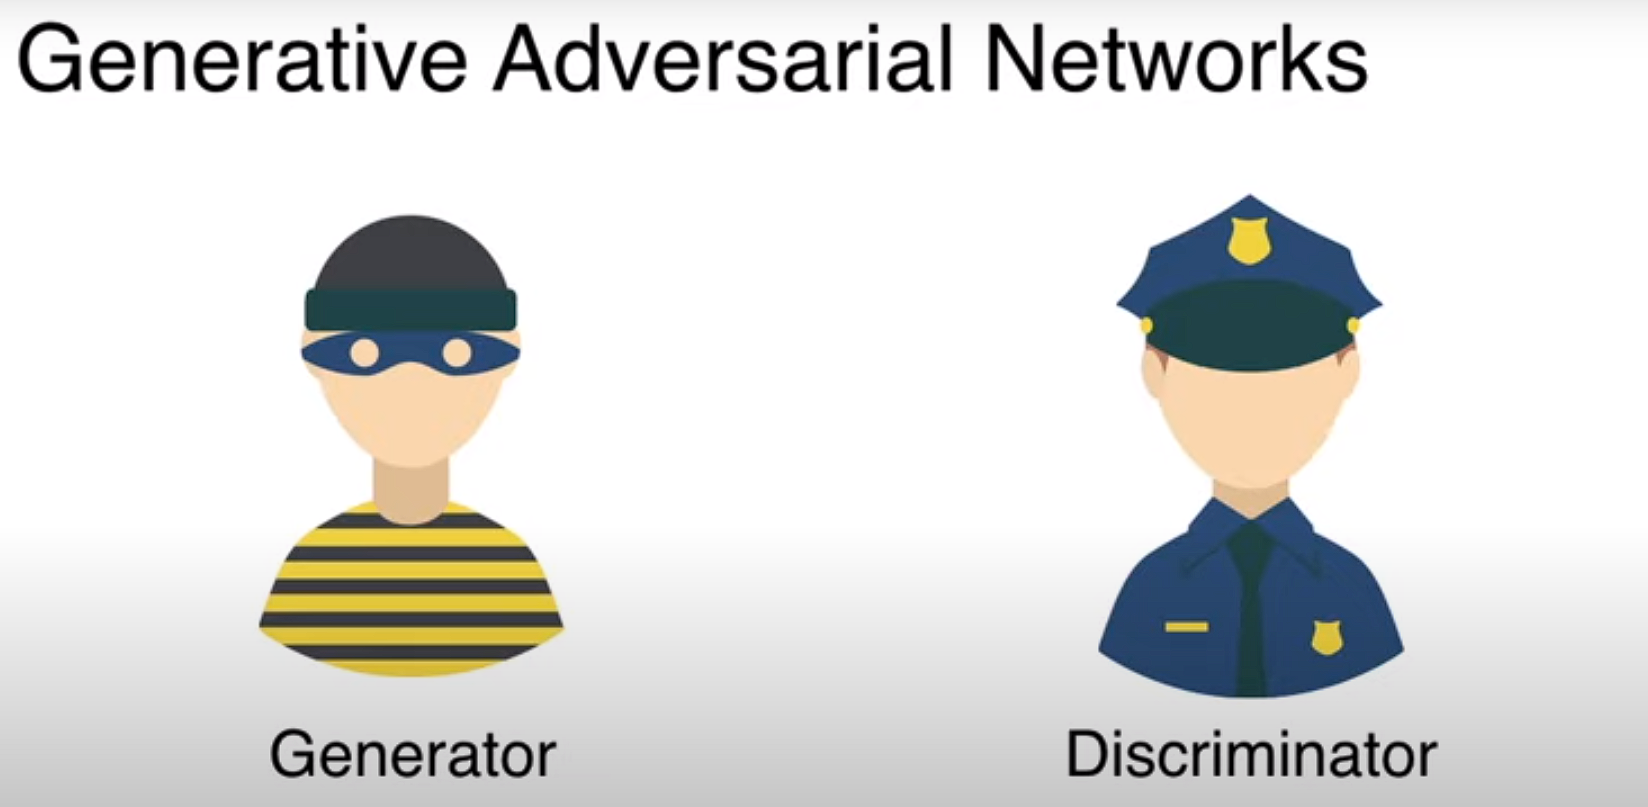 Generative Adversarial Networks
Generator
Discriminator